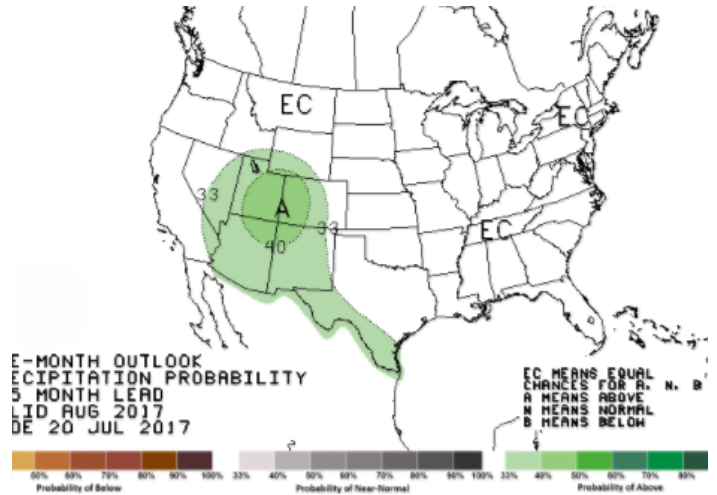 EC
EC
33
A
33
EC
40
E-MONTH OUTLOOK
ECIPITATION PROBABILITY
5 MONTH LEAD
LID AUG 2017
DE 20 JUL 2017
EC MEANS EQUAL
CHANCES FOR A, N, B
A MEANS ABOVE
N MEANS NORMAL
B MEANS BELOW
50% 60% 70% 80% 90% 100%
Probability of Below
33% 40% 50% 60% 70% 80% 90% 100%
Probability of Near-Normal
33% 40% 50% 60% 70% 80%
Probability of Above